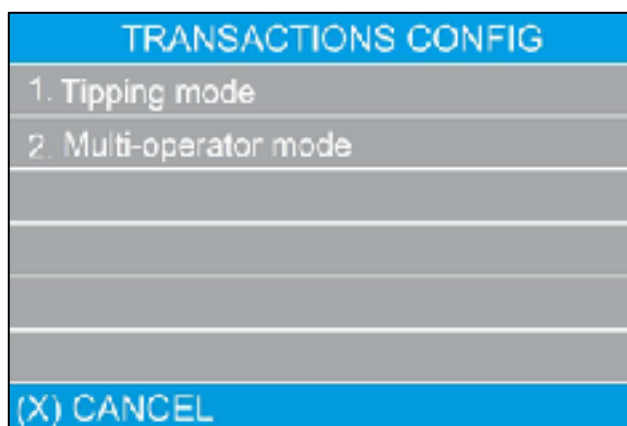 TRANSACTIONS CONFIG
1. Tipping mode
2. Multi-operator mode
(X) CANCEL